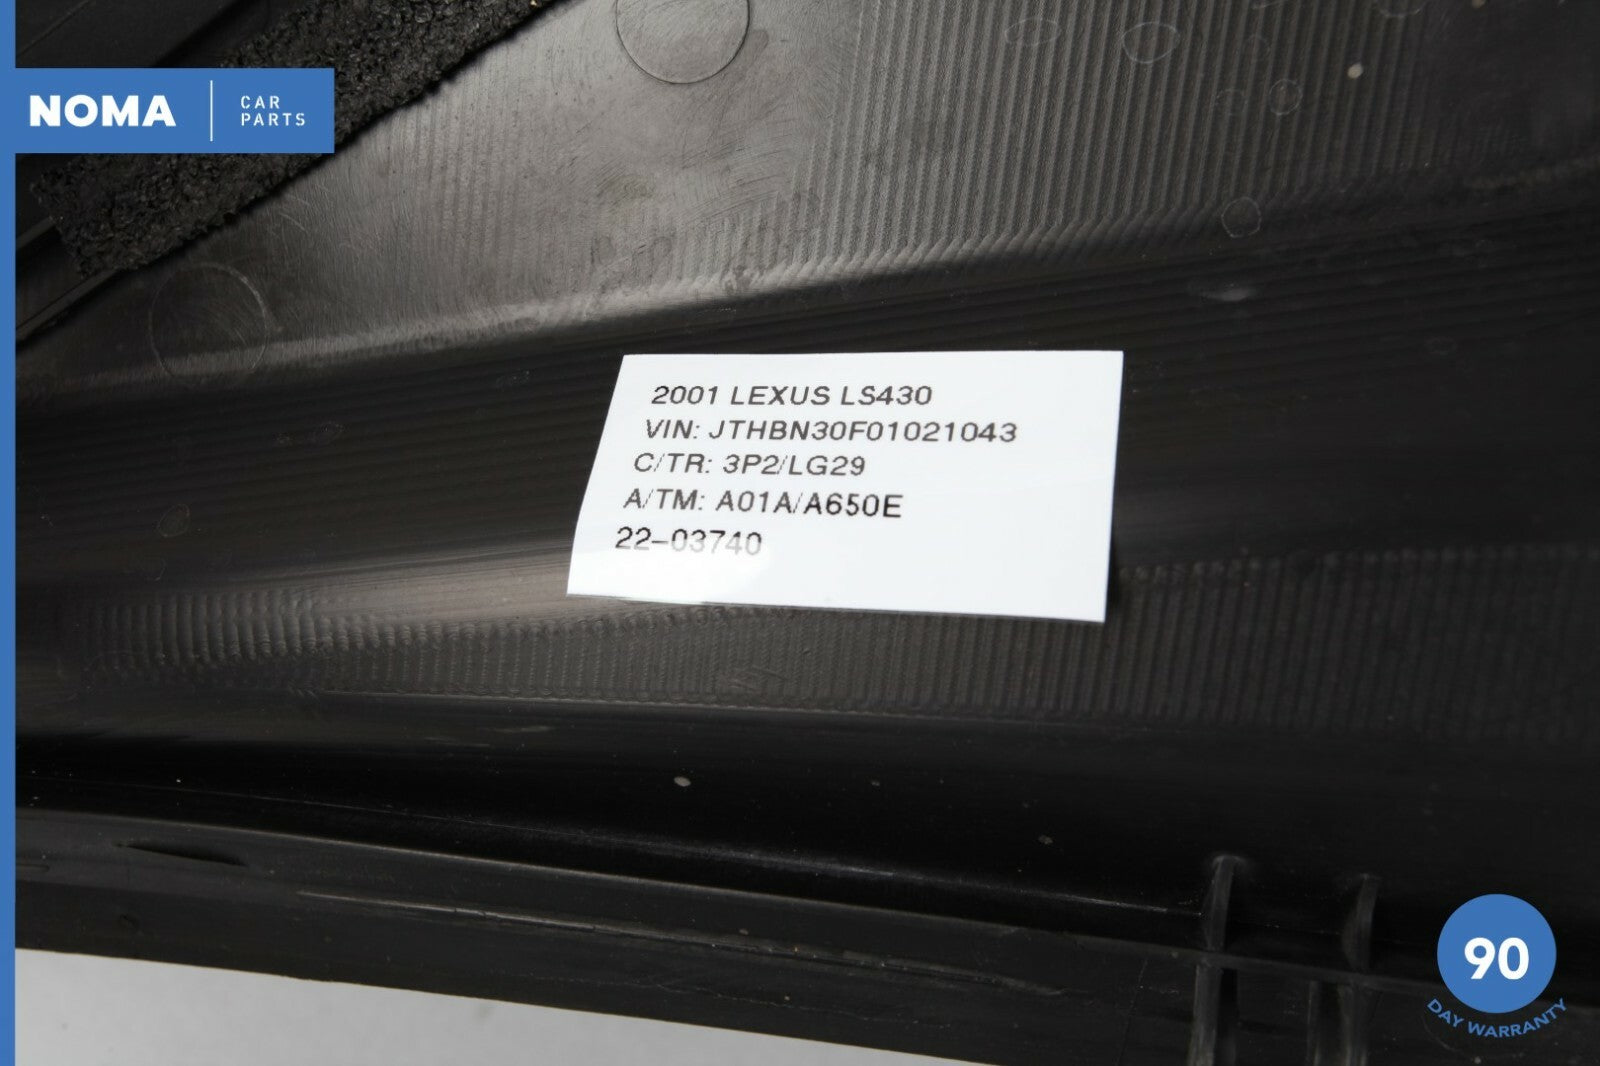 NOMA
CAR
PARTS
2001 LEXUS LS430
VIN: JTHBN30F01021043
C/TR: 3P2/LG29
A/TM: A01A/A650E
22-03740
90
DAY WARRANTY